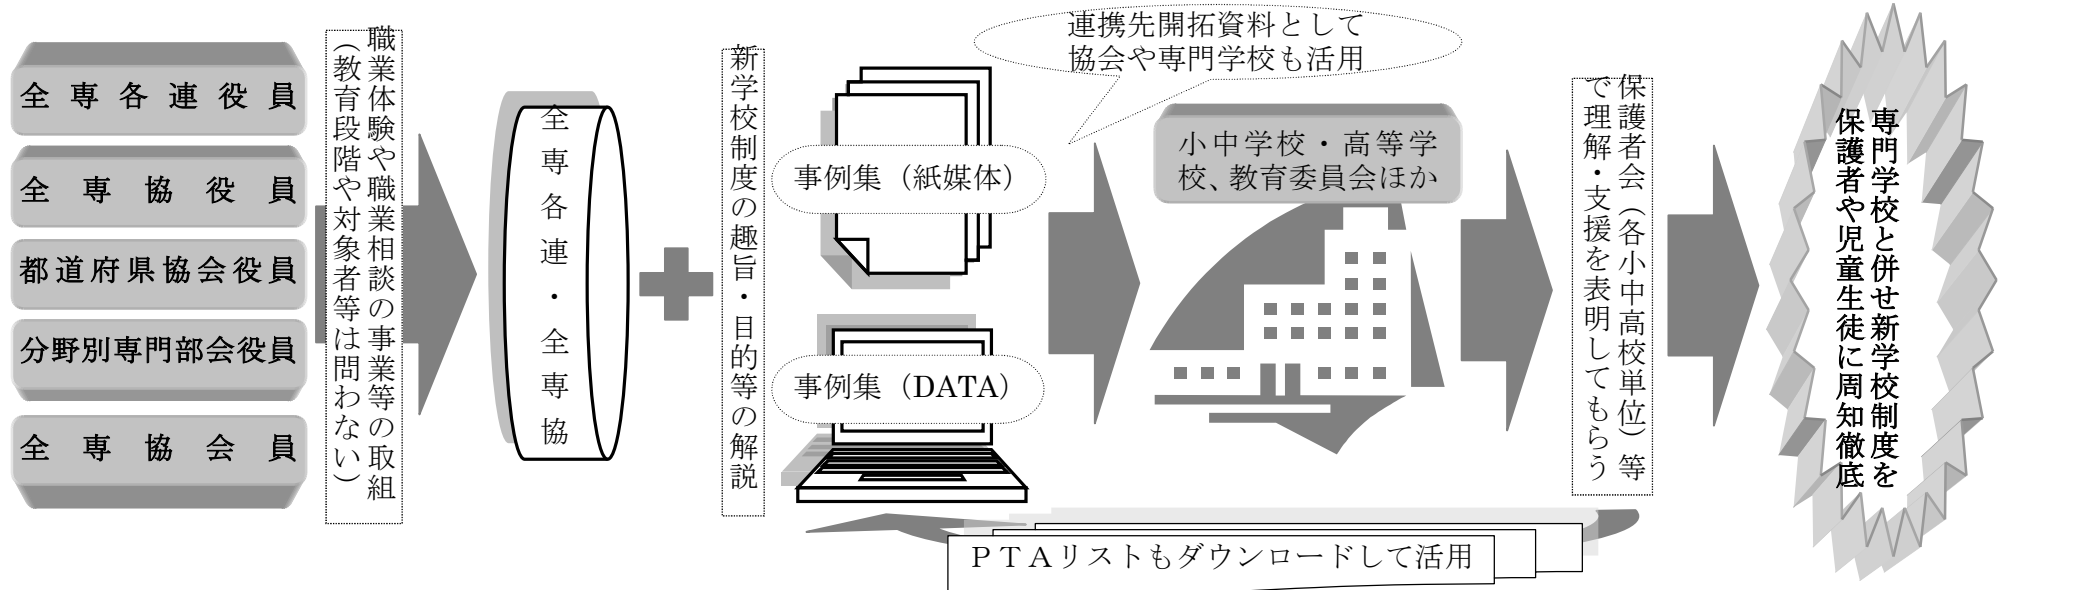 全専各連役員
全専協役員
都道府県協会役員
分野別専門部会役員
全専協会員
職業体験や職業相談の事業等の取組
（教育段階や対象者等は問わない）
全専各連・全専協
新学校制度の趣旨・目的等の解説
事例集（紙媒体）
事例集（DATA）
連携先開拓資料として
協会や専門学校も活用
小中学校・高等学
校、教育委員会ほか
保護者会（各小中高校単位）等
で理解・支援を表明してもらう
専門学校と併せ新学校制度を
保護者や児童生徒に周知徹底
ＰＴＡリストもダウンロードして活用